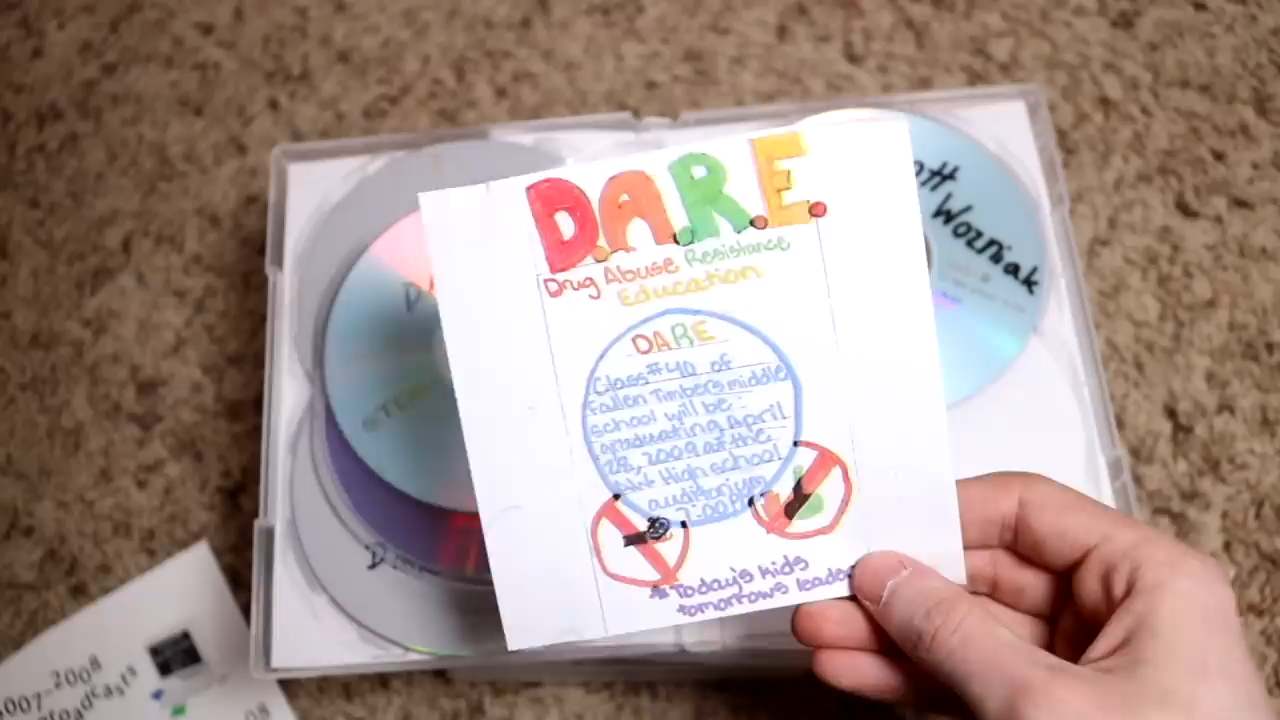 D.A.R.E.
Drug Abuse Resistance
Education
DARE
Class #40 of
Fallen Timbers middle
school will be
graduating April
28, 2009 at the
High school
auditorium
7:00
*Today's kids
tomorrows leaders
Wozniak
2007-2008